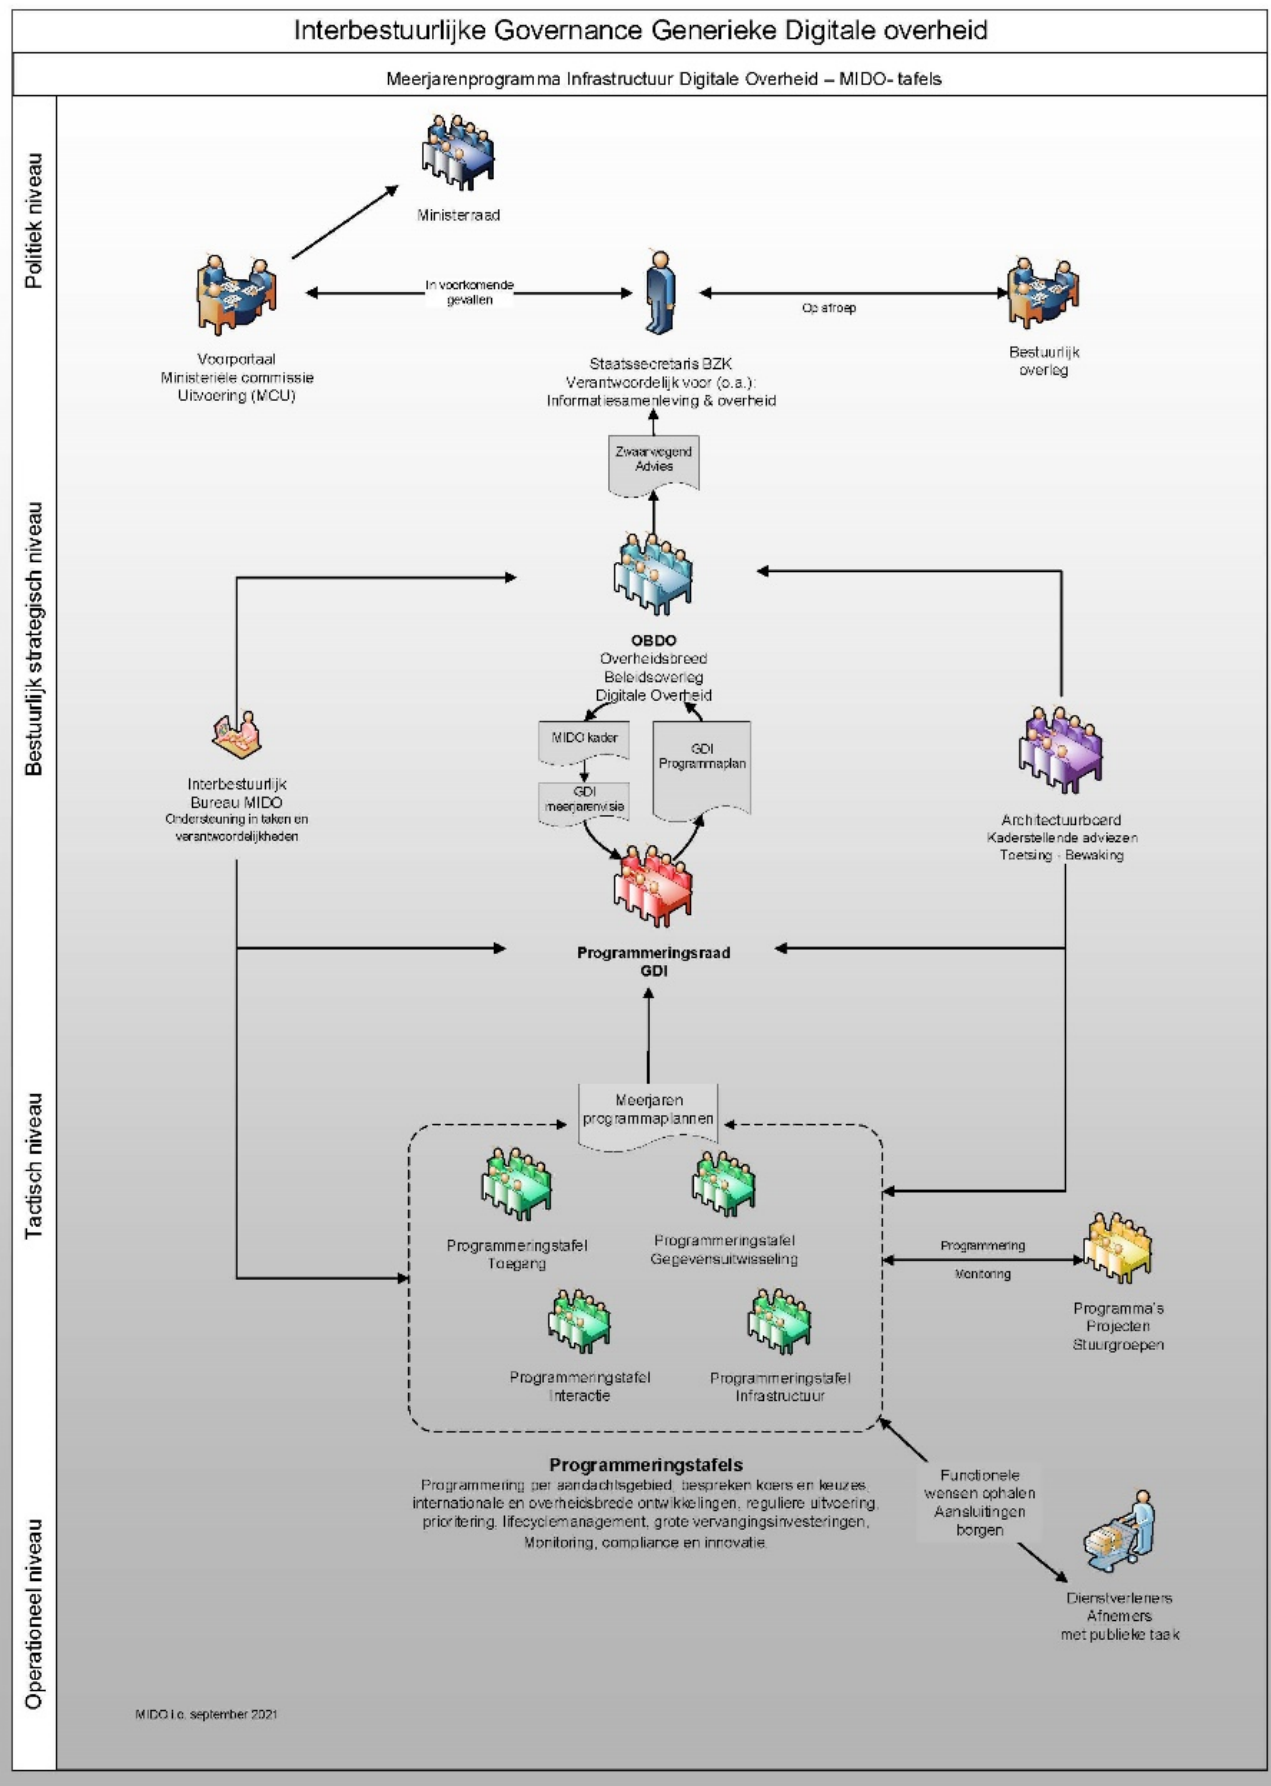 Interbestuurlijke Governance Generieke Digitale overheid
Meerjarenprogramma Infrastructuur Digitale Overheid – MIDO- tafels
Politiek niveau
Ministerraad
Voorportaal
Ministeriële commissie
Uitvoering (MCU)
In voorkomende
gevallen
Staatssecretaris BZK
Verantwoordelijk voor (o.a.):
Informatiesamenleving & overheid
Op afroep
Bestuurlijk
overleg
Zwaarwegend
Advies
Bestuurlijk strategisch niveau
OBDO
Overheidsbreed
Beleidsoverleg
Digitale Overheid
MIDO kader
GDI
meerjarenvisie
GDI
Programmaplan
Interbestuurlijk
Bureau MIDO
Ondersteuning in taken en
verantwoordelijkheden
Architectuurboard
Kaderstellende adviezen
Toetsing - Bewaking
Programmeringsraad
GDI
Tactisch niveau
Meerjaren
programmaplannen
Programmeringstafel
Toegang
Programmeringstafel
Gegevensuitwisseling
Programmeringstafel
Interactie
Programmeringstafel
Infrastructuur
Programmering
Monitoring
Programma's
Projecten
Stuurgroepen
Programmeringstafels
Programmering per aandachtsgebied, bespreken koers en keuzes,
internationale en overheidsbrede ontwikkelingen, reguliere uitvoering,
prioritering, lifecyclemanagement, grote vervangingsinvesteringen,
Monitoring, compliance en innovatie.
Functionele
wensen ophalen
Aansluitingen
borgen
Operationeel niveau
Dienstverleners
Afnemers
met publieke taak
MIDO i.o. september 2021